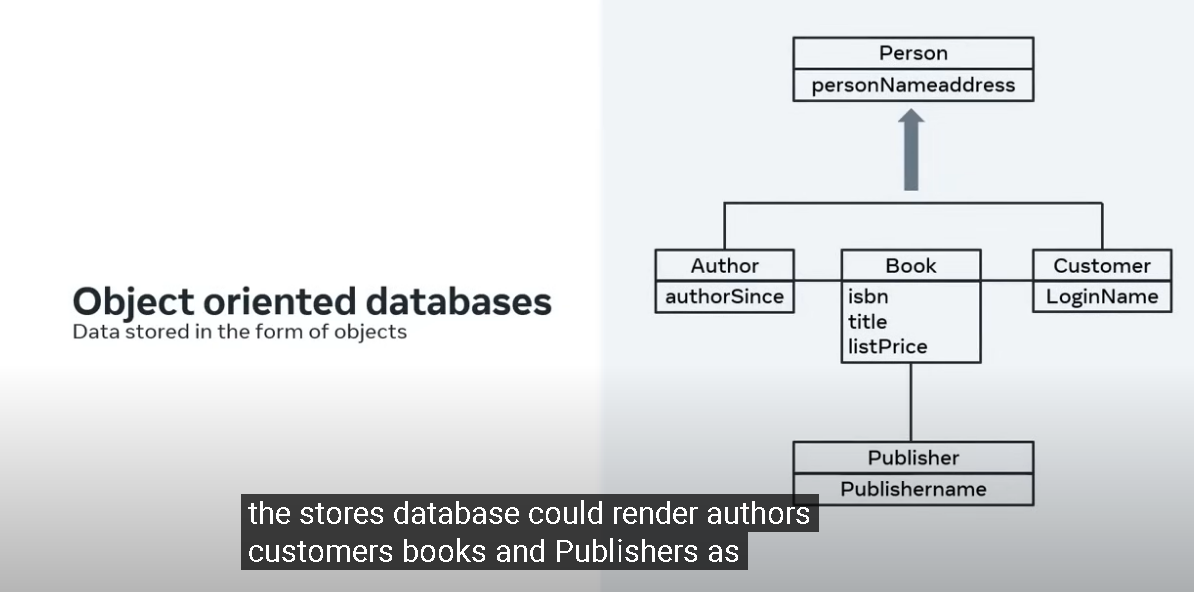 Object oriented databases
Data stored in the form of objects
Person
personNameaddress
Author
authorSince
Book
isbn
title
listPrice
Customer
LoginName
Publisher
Publishername
the stores database could render authors
customers books and Publishers as